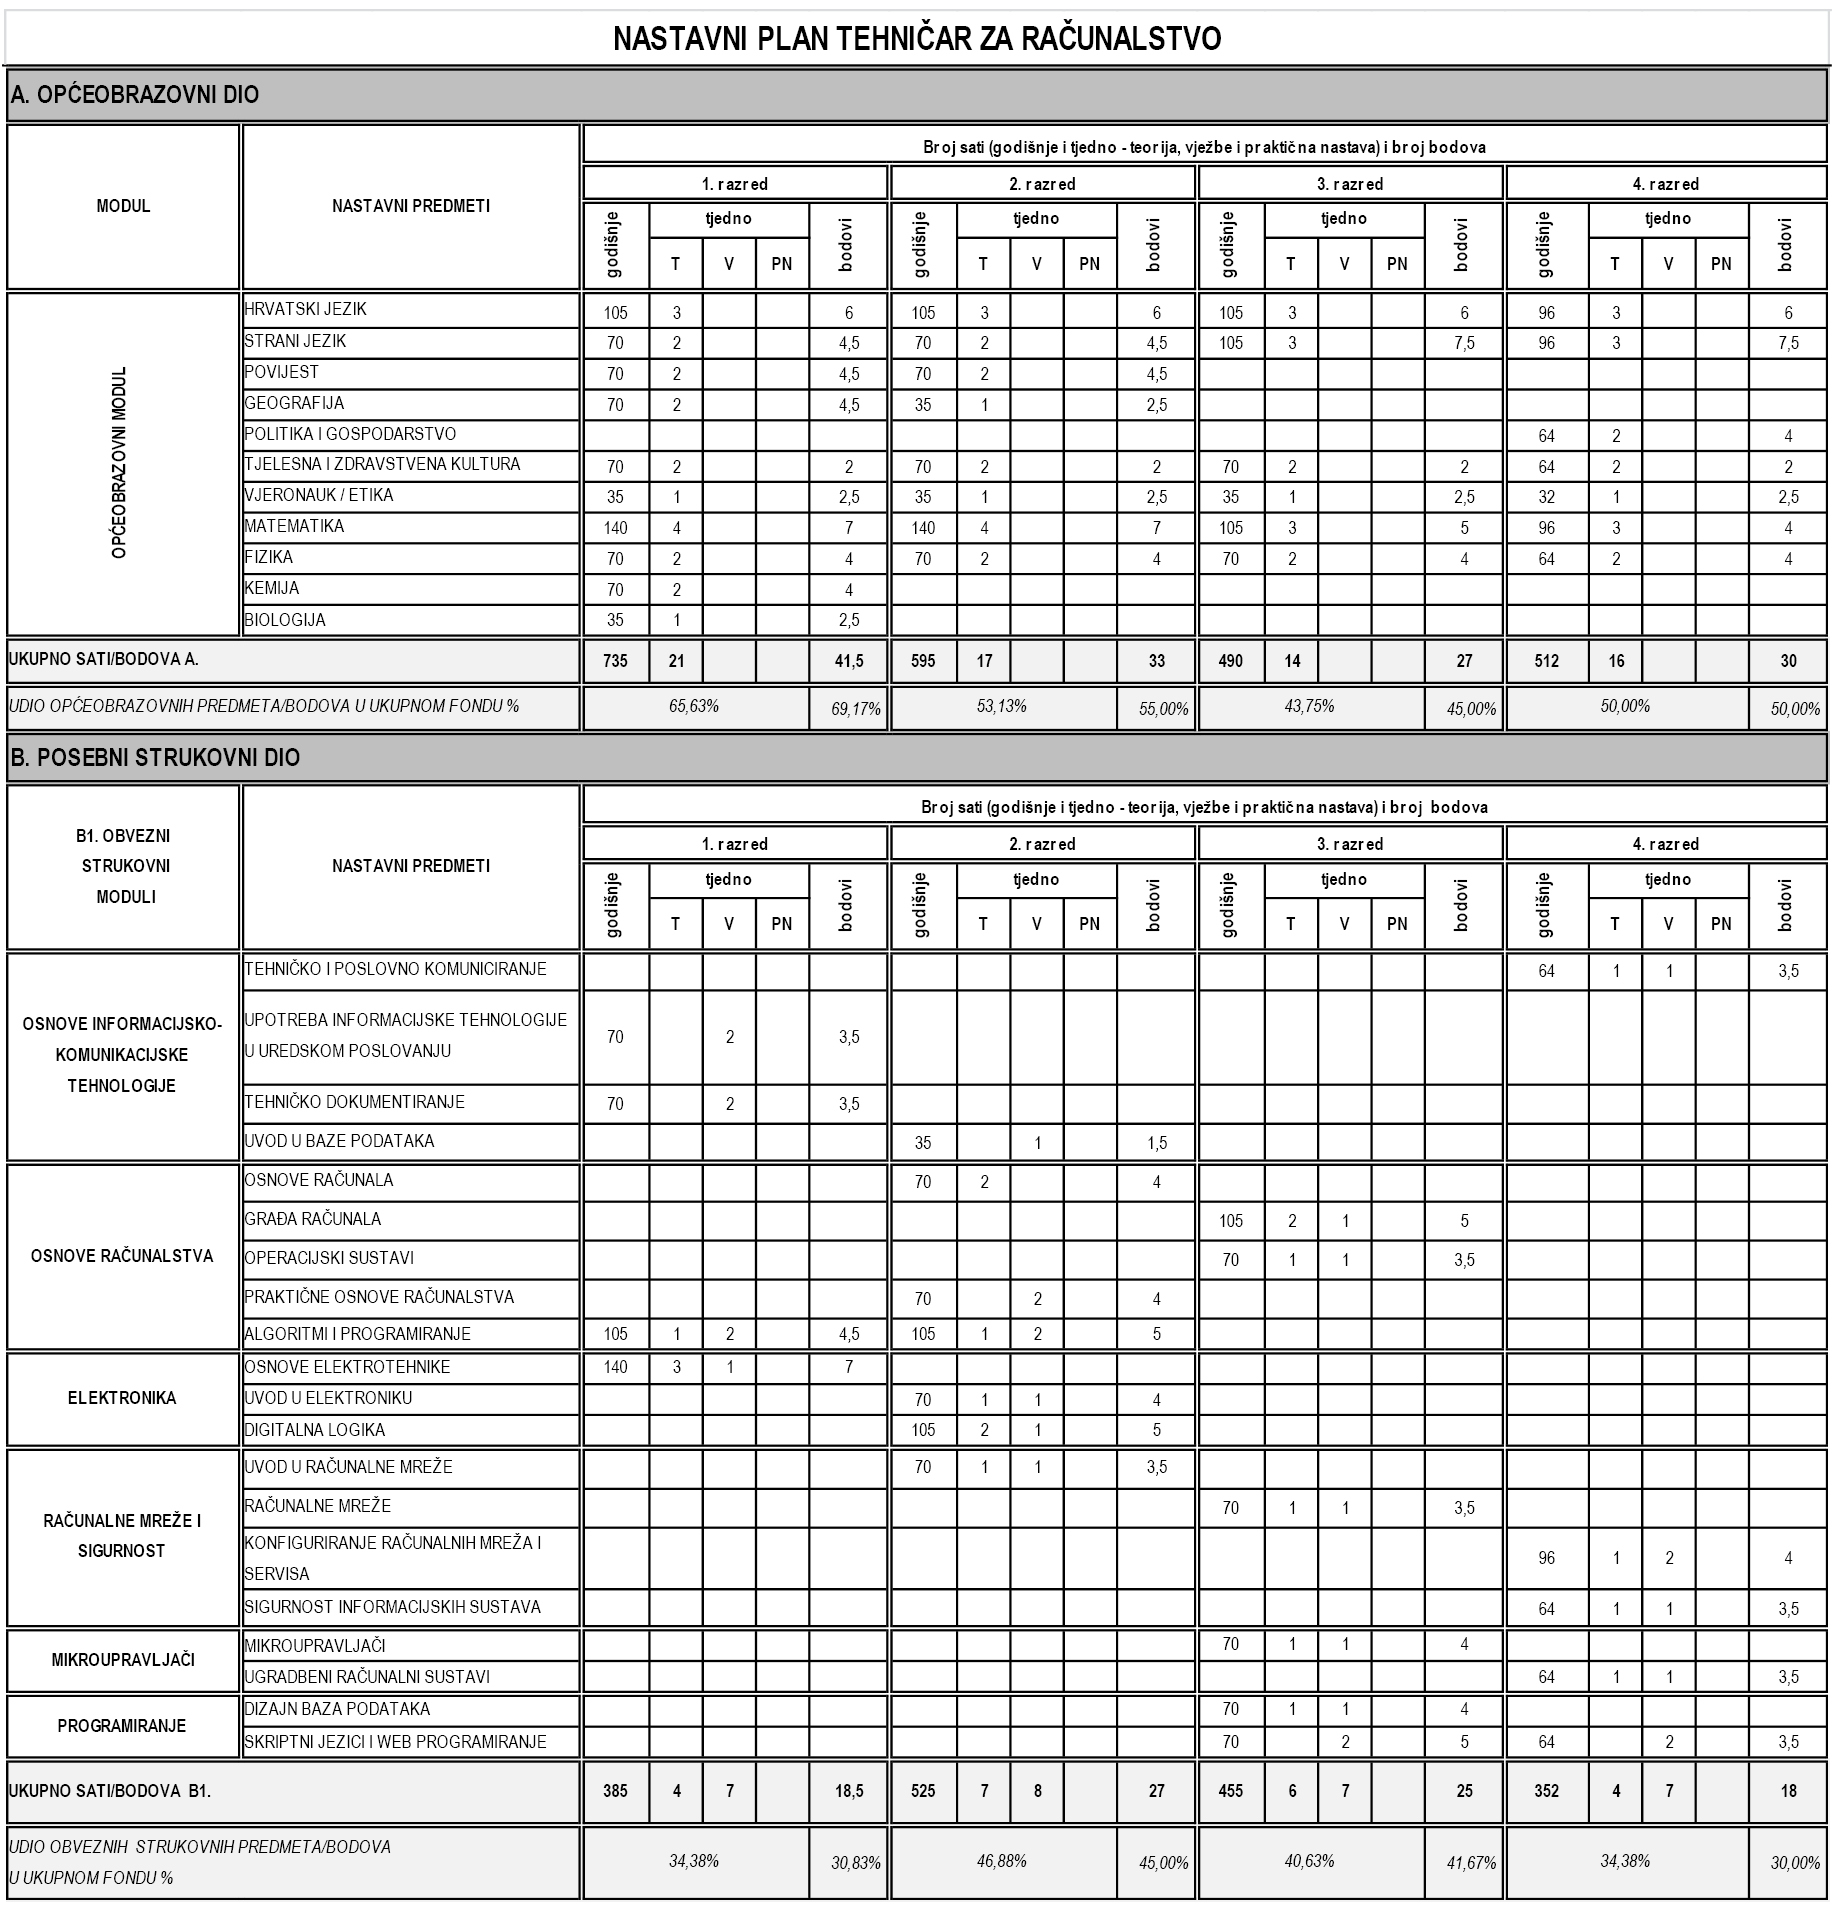 NASTAVNI PLAN TEHNIČAR ZA RAČUNALSTVO
A. OPĆEOBRAZOVNI DIO
MODUL NASTAVNI PREDMETI Broj sati (godišnje i tjedno - teorija, vježbe i praktična nastava) i broj bodova
1. razred 2. razred 3. razred 4. razred
godišnje tjedno bodovi godišnje tjedno bodovi godišnje tjedno bodovi godišnje tjedno bodovi
T V PN T V PN T V PN T V PN
OPĆEOBRAZOVNI MODUL
HRVATSKI JEZIK 105 3 6 105 3 6 105 3 6 96 3 6
STRANI JEZIK 70 2 4,5 70 2 4,5 105 3 7,5 96 3 7,5
POVIJEST 70 2 4,5 70 2 4,5
GEOGRAFIJA 70 2 4,5 35 1 2,5
POLITIKA I GOSPODARSTVO 64 2 4
TJELESNA I ZDRAVSTVENA KULTURA 70 2 2 70 2 2 70 2 2 64 2 2
VJERONAUK / ETIKA 35 1 2,5 35 1 2,5 35 1 2,5 32 1 2,5
MATEMATIKA 140 4 7 140 4 7 105 3 5 96 3 4
FIZIKA 70 2 4 70 2 4 70 2 4 64 2 4
KEMIJA 70 2 4
BIOLOGIJA 35 1 2,5
UKUPNO SATI/BODOVA A. 735 21 41,5 595 17 33 490 14 27 512 16 30
UDIO OPĆEOBRAZOVNIH PREDMETA/BODOVA U UKUPNOM FONDU % 65,63% 69,17% 53,13% 55,00% 43,75% 45,00% 50,00% 50,00%
B. POSEBNI STRUKOVNI DIO
B1. OBVEZNI
STRUKOVNI
MODULI
NASTAVNI PREDMETI Broj sati (godišnje i tjedno - teorija, vježbe i praktična nastava) i broj bodova
1. razred 2. razred 3. razred 4. razred
godišnje tjedno bodovi godišnje tjedno bodovi godišnje tjedno bodovi godišnje tjedno bodovi
T V PN T V PN T V PN T V PN
OSNOVE INFORMACIJSKO-
KOMUNIKACIJSKE
TEHNOLOGIJE
TEHNIČKO I POSLOVNO KOMUNICIRANJE 64 1 1 3,5
UPOTREBA INFORMACIJSKE TEHNOLOGIJE
U UREDSKOM POSLOVANJU 70 2 3,5
TEHNIČKO DOKUMENTIRANJE 70 2 3,5
UVOD U BAZE PODATAKA 35 1 1,5
OSNOVE RAČUNALSTVA
OSNOVE RAČUNALA 70 2 4
GRAĐA RAČUNALA 105 2 1 5
OPERACIJSKI SUSTAVI 70 1 1 3,5
PRAKTIČNE OSNOVE RAČUNALSTVA 70 2 4
ALGORITMI I PROGRAMIRANJE 105 1 2 4,5 105 1 2 5
ELEKTRONIKA
OSNOVE ELEKTROTEHNIKE 140 3 1 7
UVOD U ELEKTRONIKU 70 1 1 4
DIGITALNA LOGIKA 105 2 1 5
RAČUNALNE MREŽE I
SIGURNOST
UVOD U RAČUNALNE MREŽE 70 1 1 3,5
RAČUNALNE MREŽE 70 1 1 3,5
KONFIGURIRANJE RAČUNALNIH MREŽA I
SERVISA 96 1 2 4
SIGURNOST INFORMACIJSKIH SUSTAVA 64 1 1 3,5
MIKROUPRAVLJAČI
MIKROUPRAVLJAČI 70 1 1 4
UGRADBENI RAČUNALNI SUSTAVI 64 1 1 3,5
PROGRAMIRANJE
DIZAJN BAZA PODATAKA 70 1 1 4
SKRIPTNI JEZICI I WEB PROGRAMIRANJE 70 2 5 64 2 3,5
UKUPNO SATI/BODOVA B1. 385 4 7 18,5 525 7 8 27 455 6 7 25 352 4 7 18
UDIO OBVEZNIH STRUKOVNIH PREDMETA/BODOVA
U UKUPNOM FONDU % 34,38% 30,83% 46,88% 45,00% 40,63% 41,67% 34,38% 30,00%